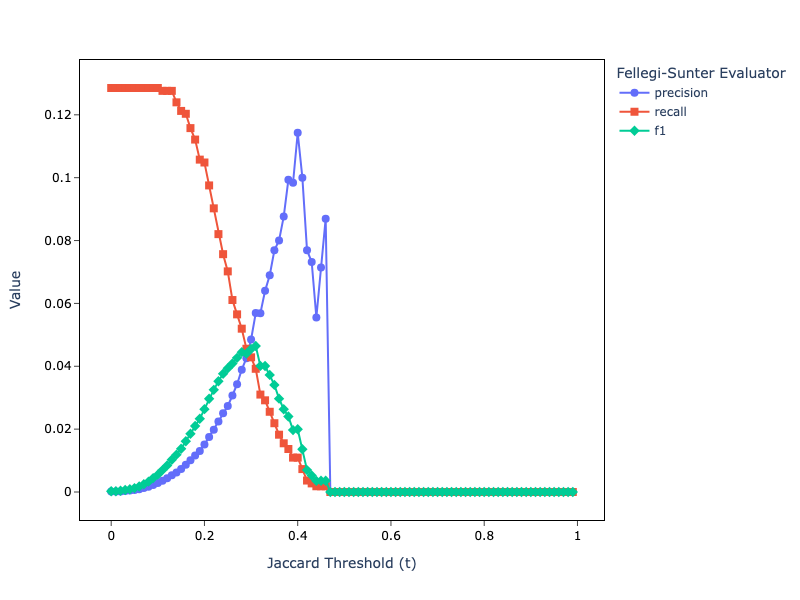 Fellegi-Sunter Evaluator
precision
recall
f1
0.12
0.1
0.08
0.06
0.04
0.02
0
Value
0 0.2 0.4 0.6 0.8 1
Jaccard Threshold (t)